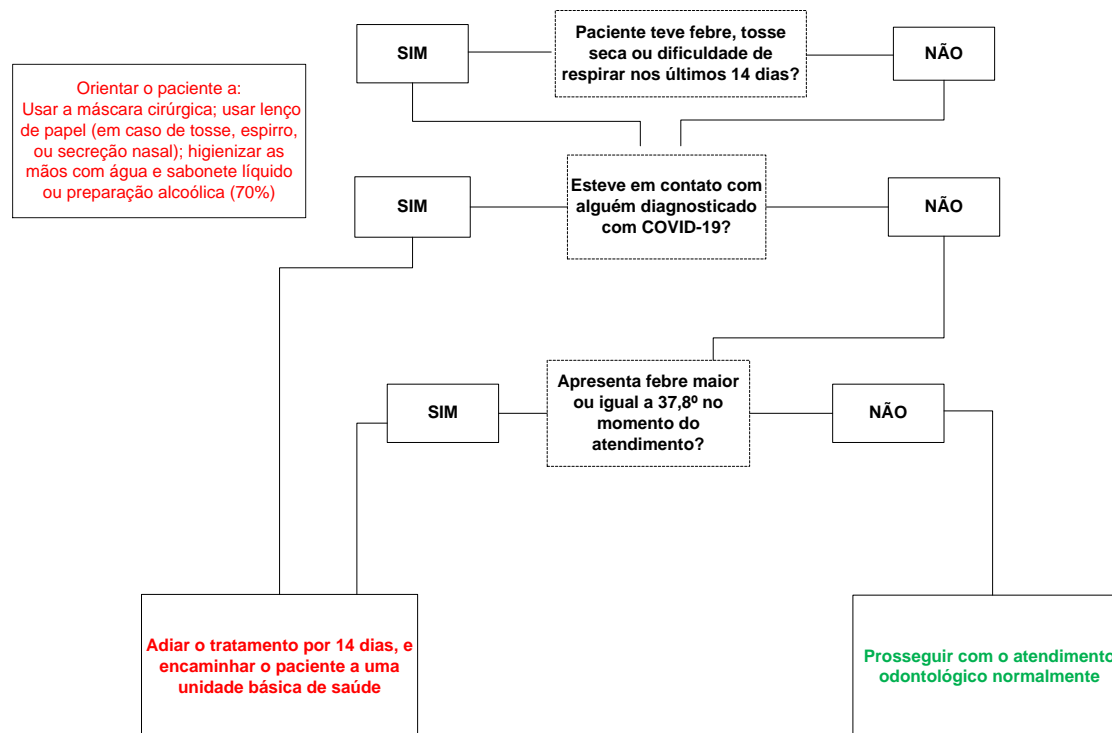 Paciente teve febre, tosse
seca ou dificuldade de
respirar nos últimos 14 dias?
SIM
NÃO
Orientar o paciente a:
Usar a máscara cirúrgica; usar lenço
de papel (em caso de tosse, espirro,
ou secreção nasal); higienizar as
mãos com água e sabonete líquido
ou preparação alcoólica (70%)
Esteve em contato com
alguém diagnosticado
com COVID-19?
SIM
NÃO
Apresenta febre maior
ou igual a 37,8º no
momento do
atendimento?
SIM
NÃO
Adiar o tratamento por 14 dias, e
encaminhar o paciente a uma
unidade básica de saúde
Prosseguir com o atendimento
odontológico normalmente